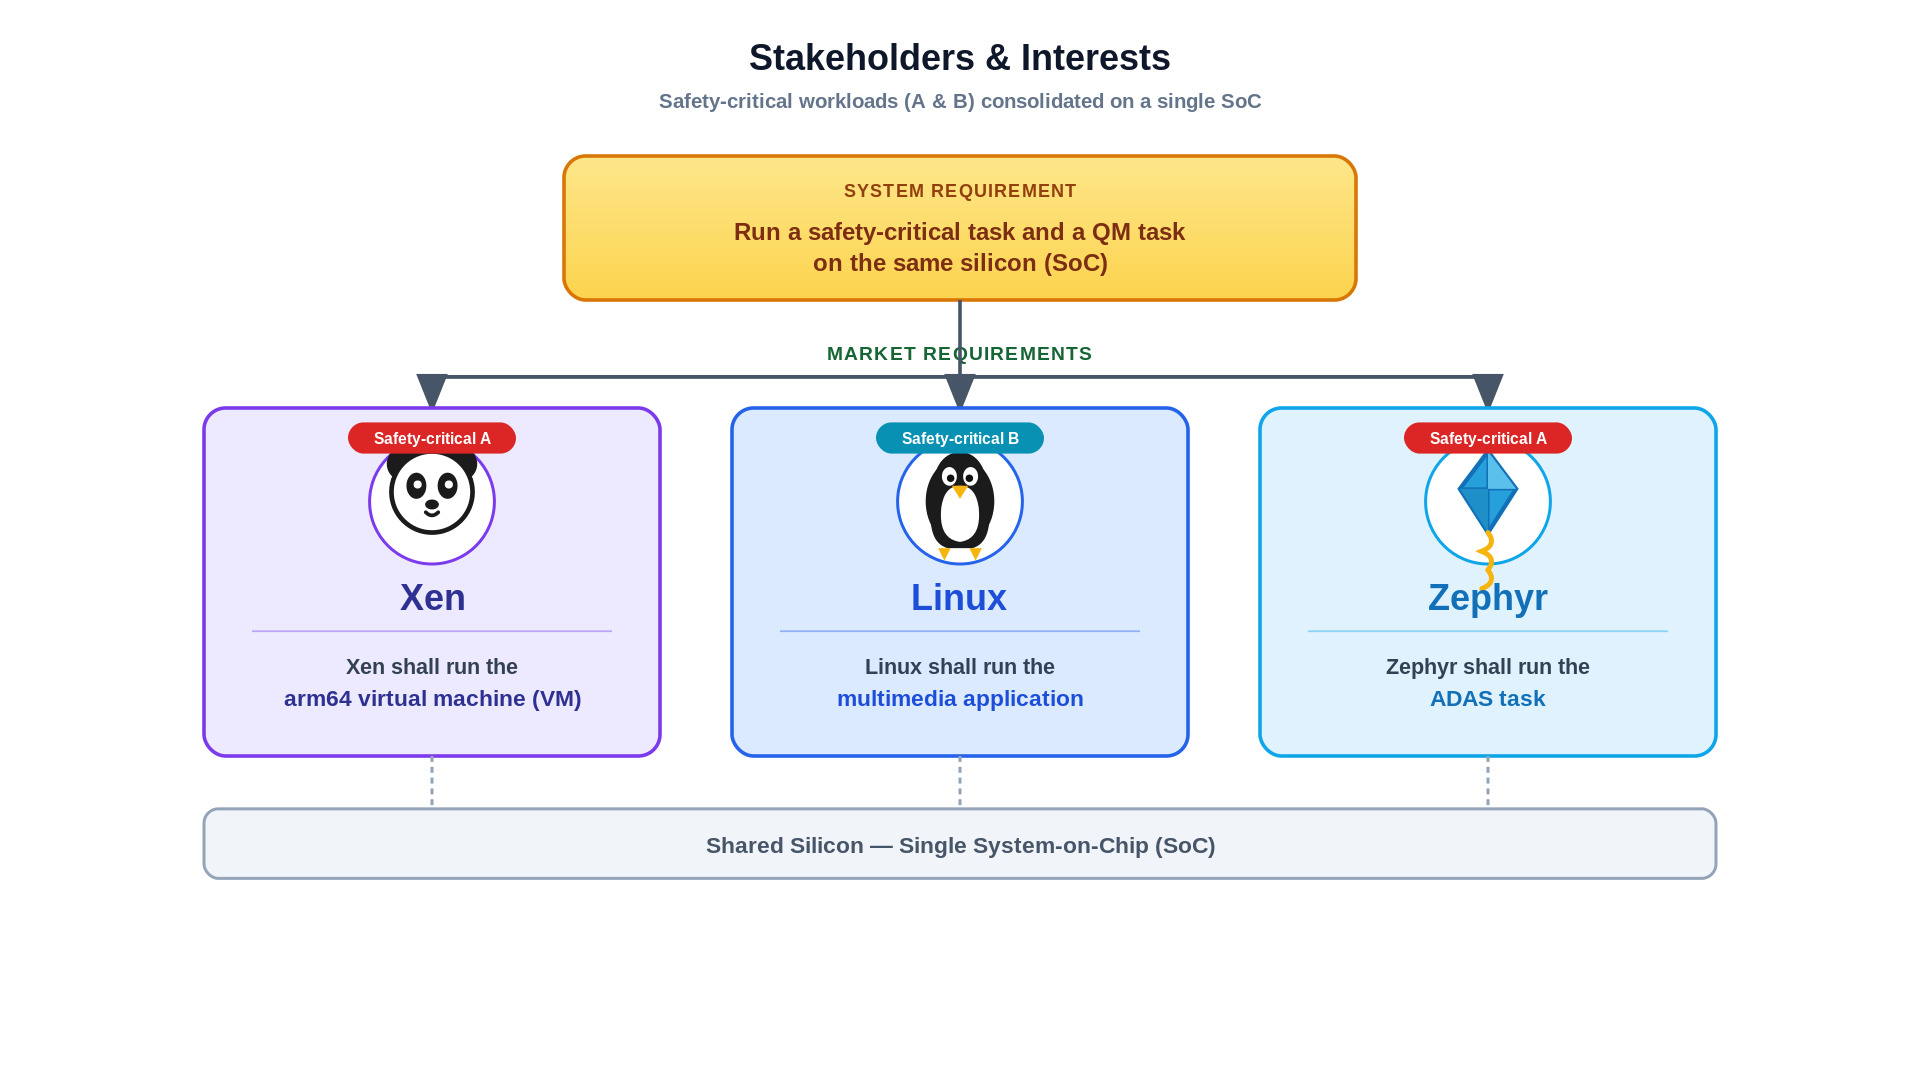 Stakeholders & Interests
Safety-critical workloads (A & B) consolidated on a single SoC
SYSTEM REQUIREMENT
Run a safety-critical task and a QM task
on the same silicon (SoC)
MARKET REQUIREMENTS
Safety-critical A
Xen
Xen shall run the
arm64 virtual machine (VM)
Safety-critical B
Linux
Linux shall run the
multimedia application
Safety-critical A
Zephyr
Zephyr shall run the
ADAS task
Shared Silicon — Single System-on-Chip (SoC)